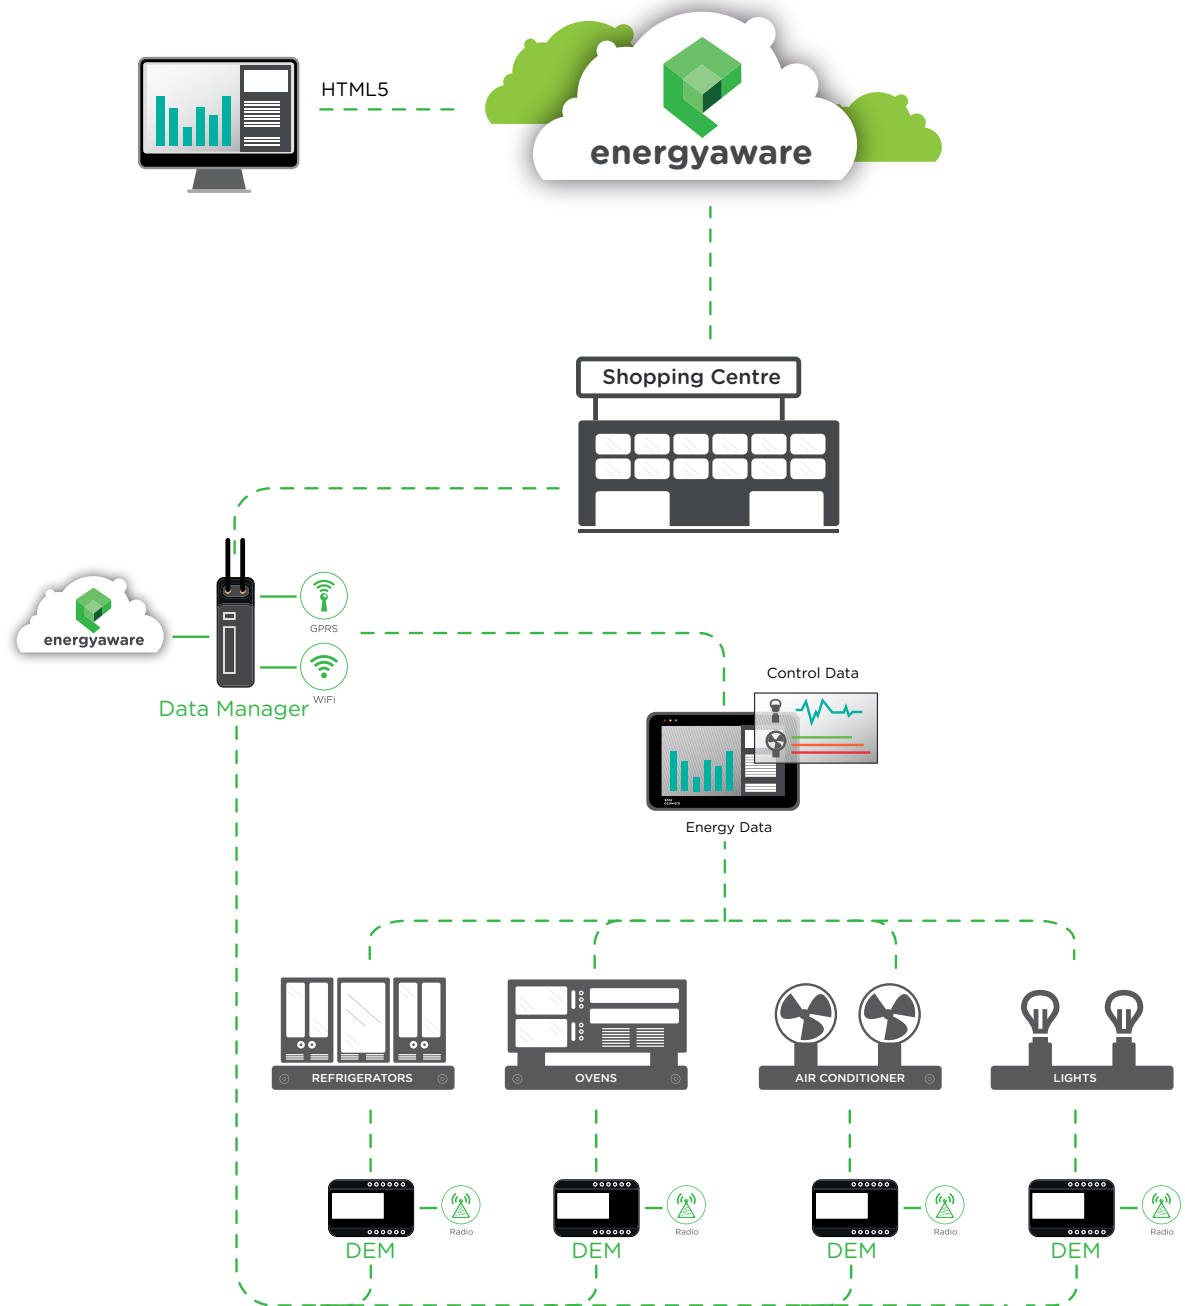 HTML5
energyaware
Shopping Centre
GPRS
energyaware
WiFi
Data Manager
Control Data
Energy Data
REFRIGERATORS
OVENS
AIR CONDITIONER
LIGHTS
Radio
Radio
Radio
Radio
DEM
DEM
DEM
DEM